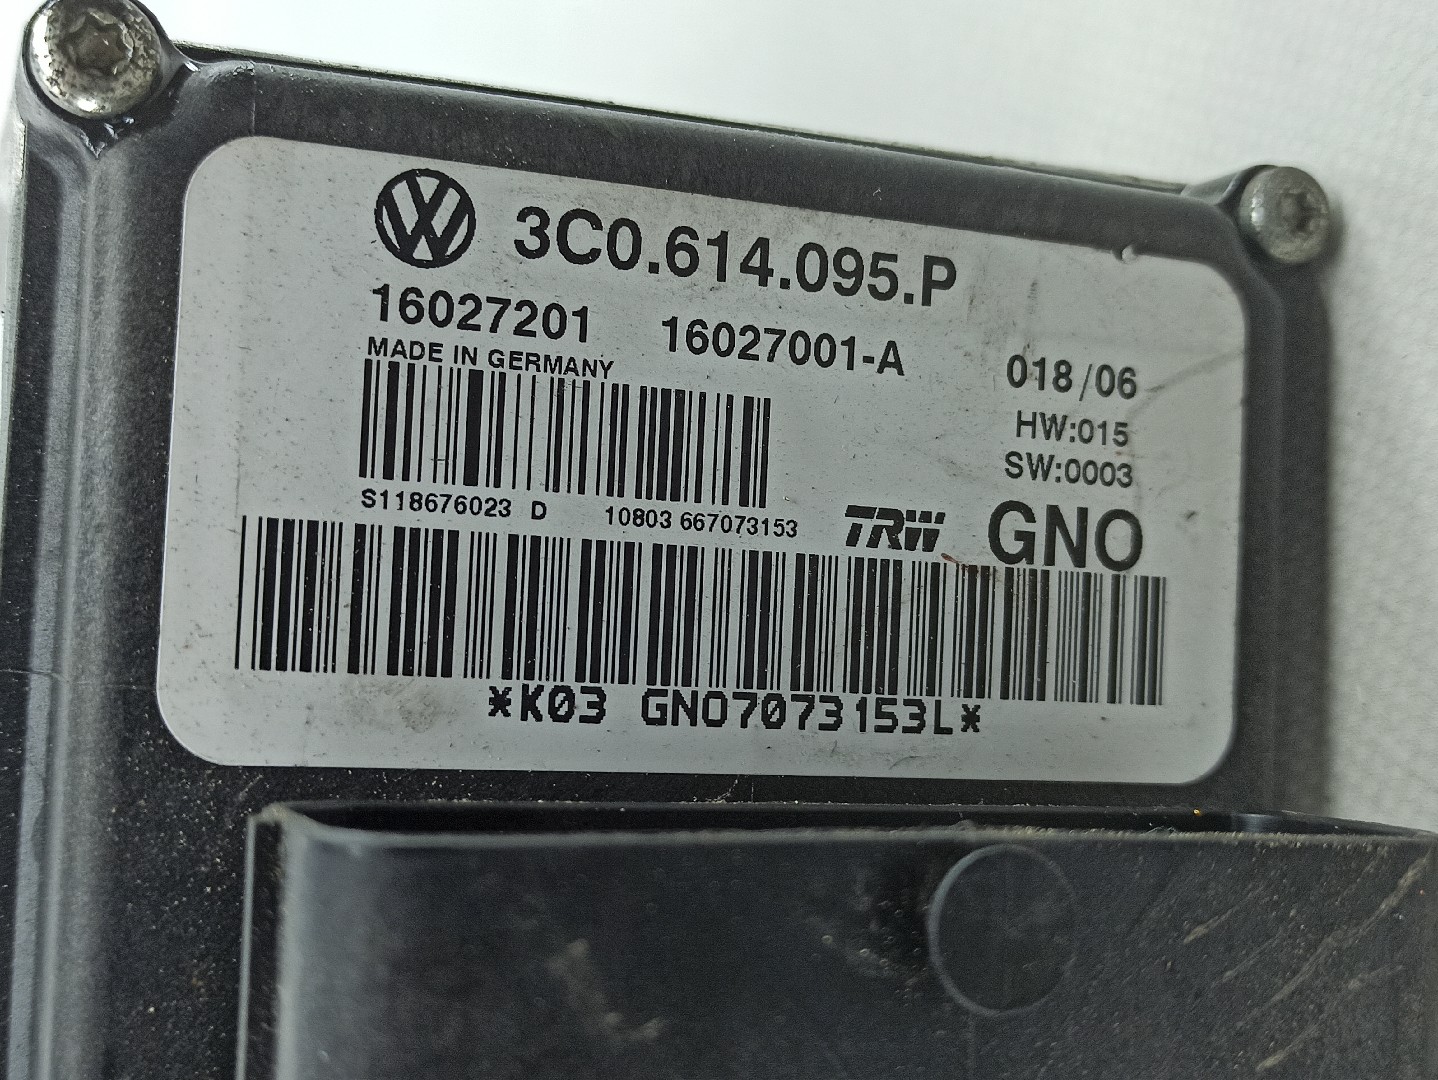 3C0.614.095.P
16027201 16027001-A
MADE IN GERMANY
018/06
HW:015
SW:0003
S118676023 D 10803 667073153
TRW GNO
*K03 GNO7073153L*